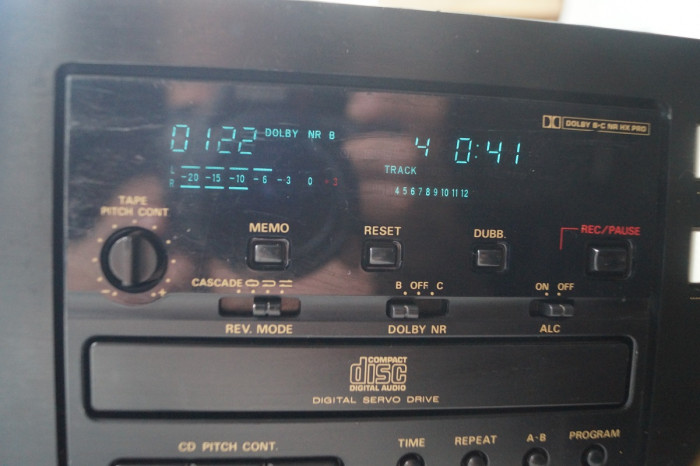 DOLBY B-C NR HX PRO
0122 DOLBY NR B 4 0:41
L
R
-20 -15 -10 -6 -3 0 +3
TRACK
4 5 6 7 8 9 10 11 12
TAPE
PITCH CONT
MEMO RESET DUBB. REC/PAUSE
CASCADE
B OFF C
ON OFF
REV. MODE DOLBY NR ALC
COMPACT
disc
DIGITAL AUDIO
DIGITAL SERVO DRIVE
CD PITCH CONT. TIME REPEAT A-B PROGRAM